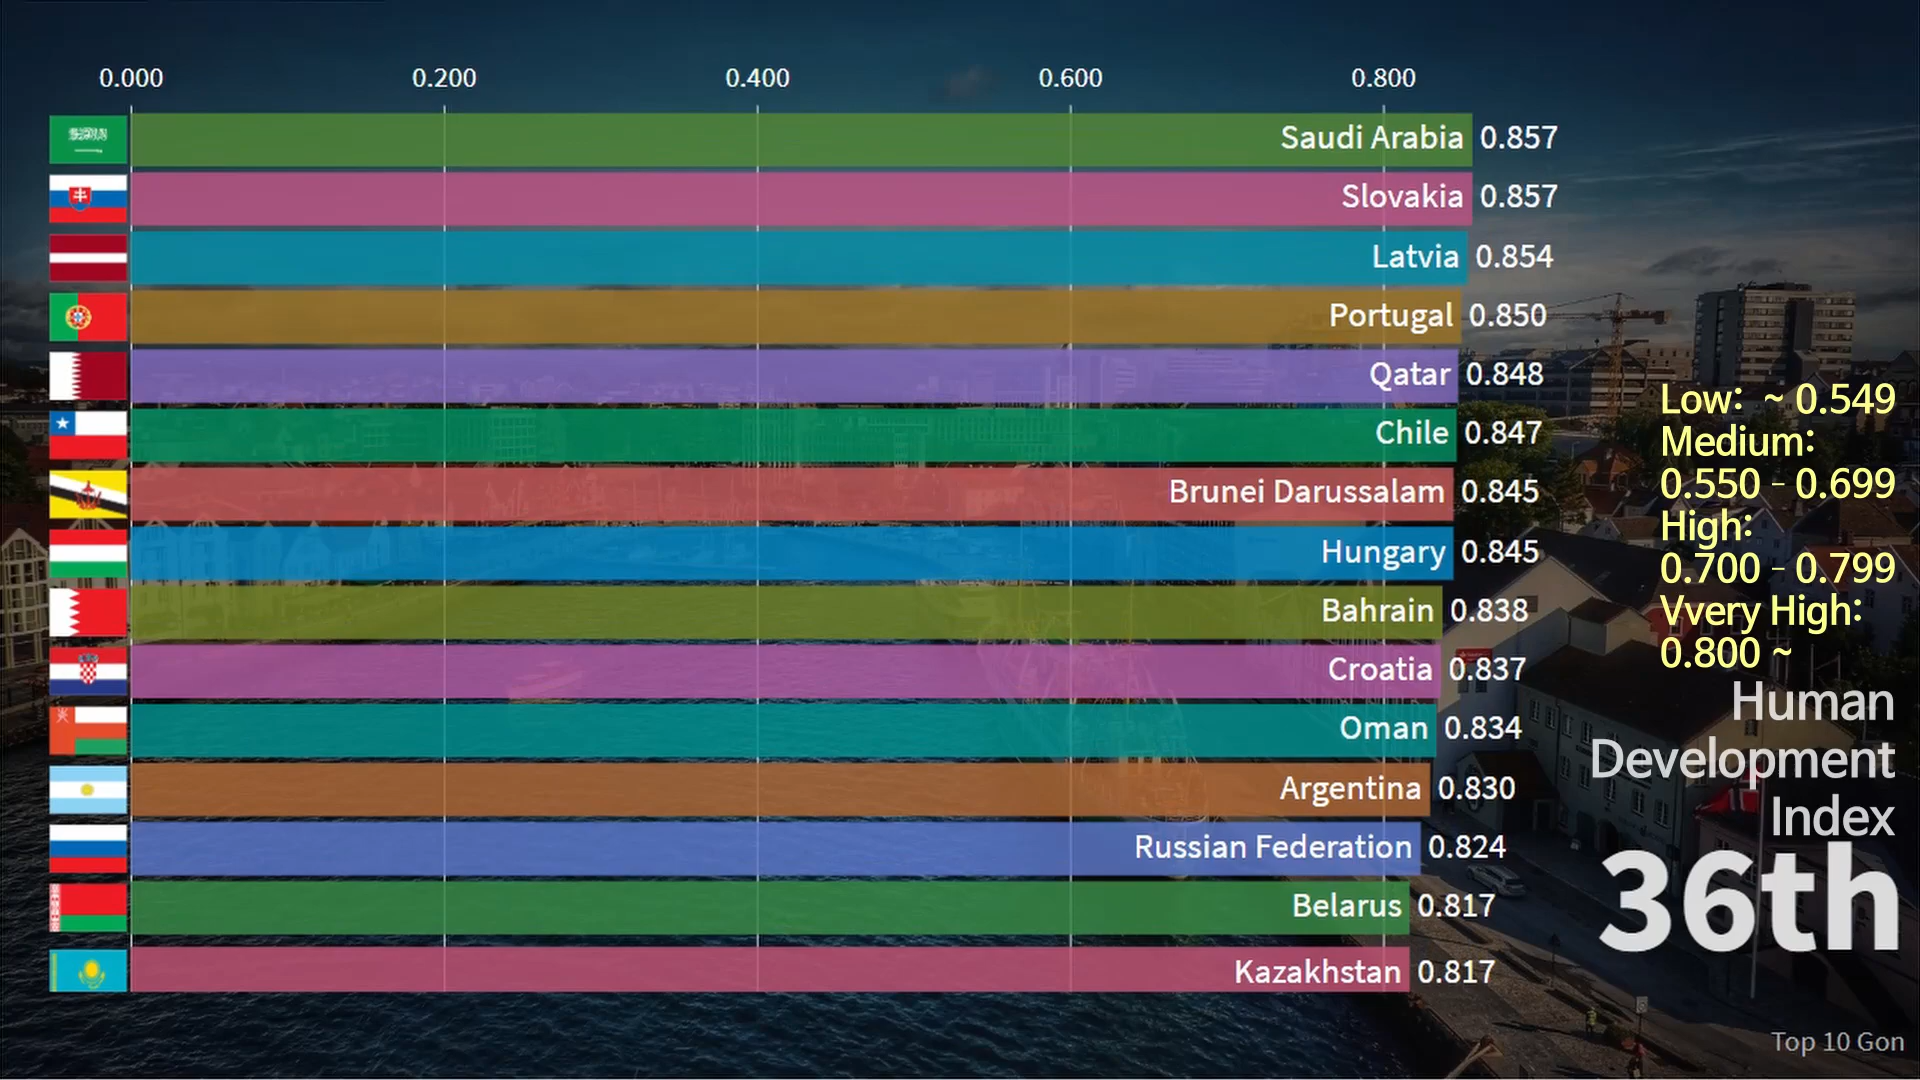 0.000 0.200 0.400 0.600 0.800
Saudi Arabia 0.857
Slovakia 0.857
Latvia 0.854
Portugal 0.850
Qatar 0.848
Chile 0.847
Brunei Darussalam 0.845
Hungary 0.845
Bahrain 0.838
Croatia 0.837
Oman 0.834
Argentina 0.830
Russian Federation 0.824
Belarus 0.817
Kazakhstan 0.817
Low: ~ 0.549
Medium:
0.550 - 0.699
High:
0.700 - 0.799
Vvery High:
0.800 ~
Human
Development
Index
36th
Top 10 Gon